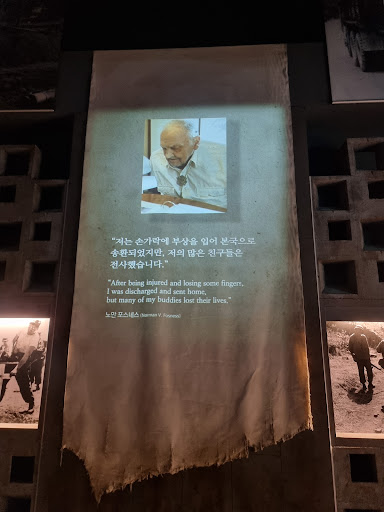 “저는 손가락에 부상을 입어 본국으로
송환되었지만, 저의 많은 친구들은
전사했습니다.”
“After being injured and losing some fingers,
I was discharged and sent home,
but many of my buddies lost their lives.”
노만 포스네스 (Norman V.